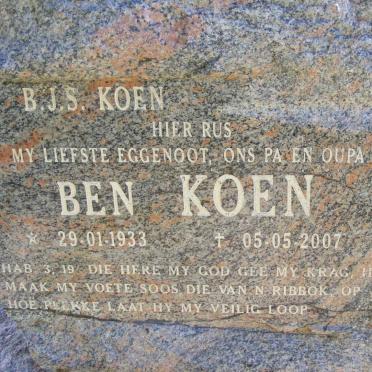 B.J.S. KOEN
HIER RUS
MY LIEFSTE EGGENOOT, ONS PA EN OUPA
BEN KOEN
* 29-01-1933 † 05-05-2007
HAB. 3, 19 DIE HERE MY GOD GEE MY KRAG,
MAAK MY VOETE SOOS DIE VAN N RIBBOK. OP
HOE PLEKKE LAAT HY MY VEILIG LOOP